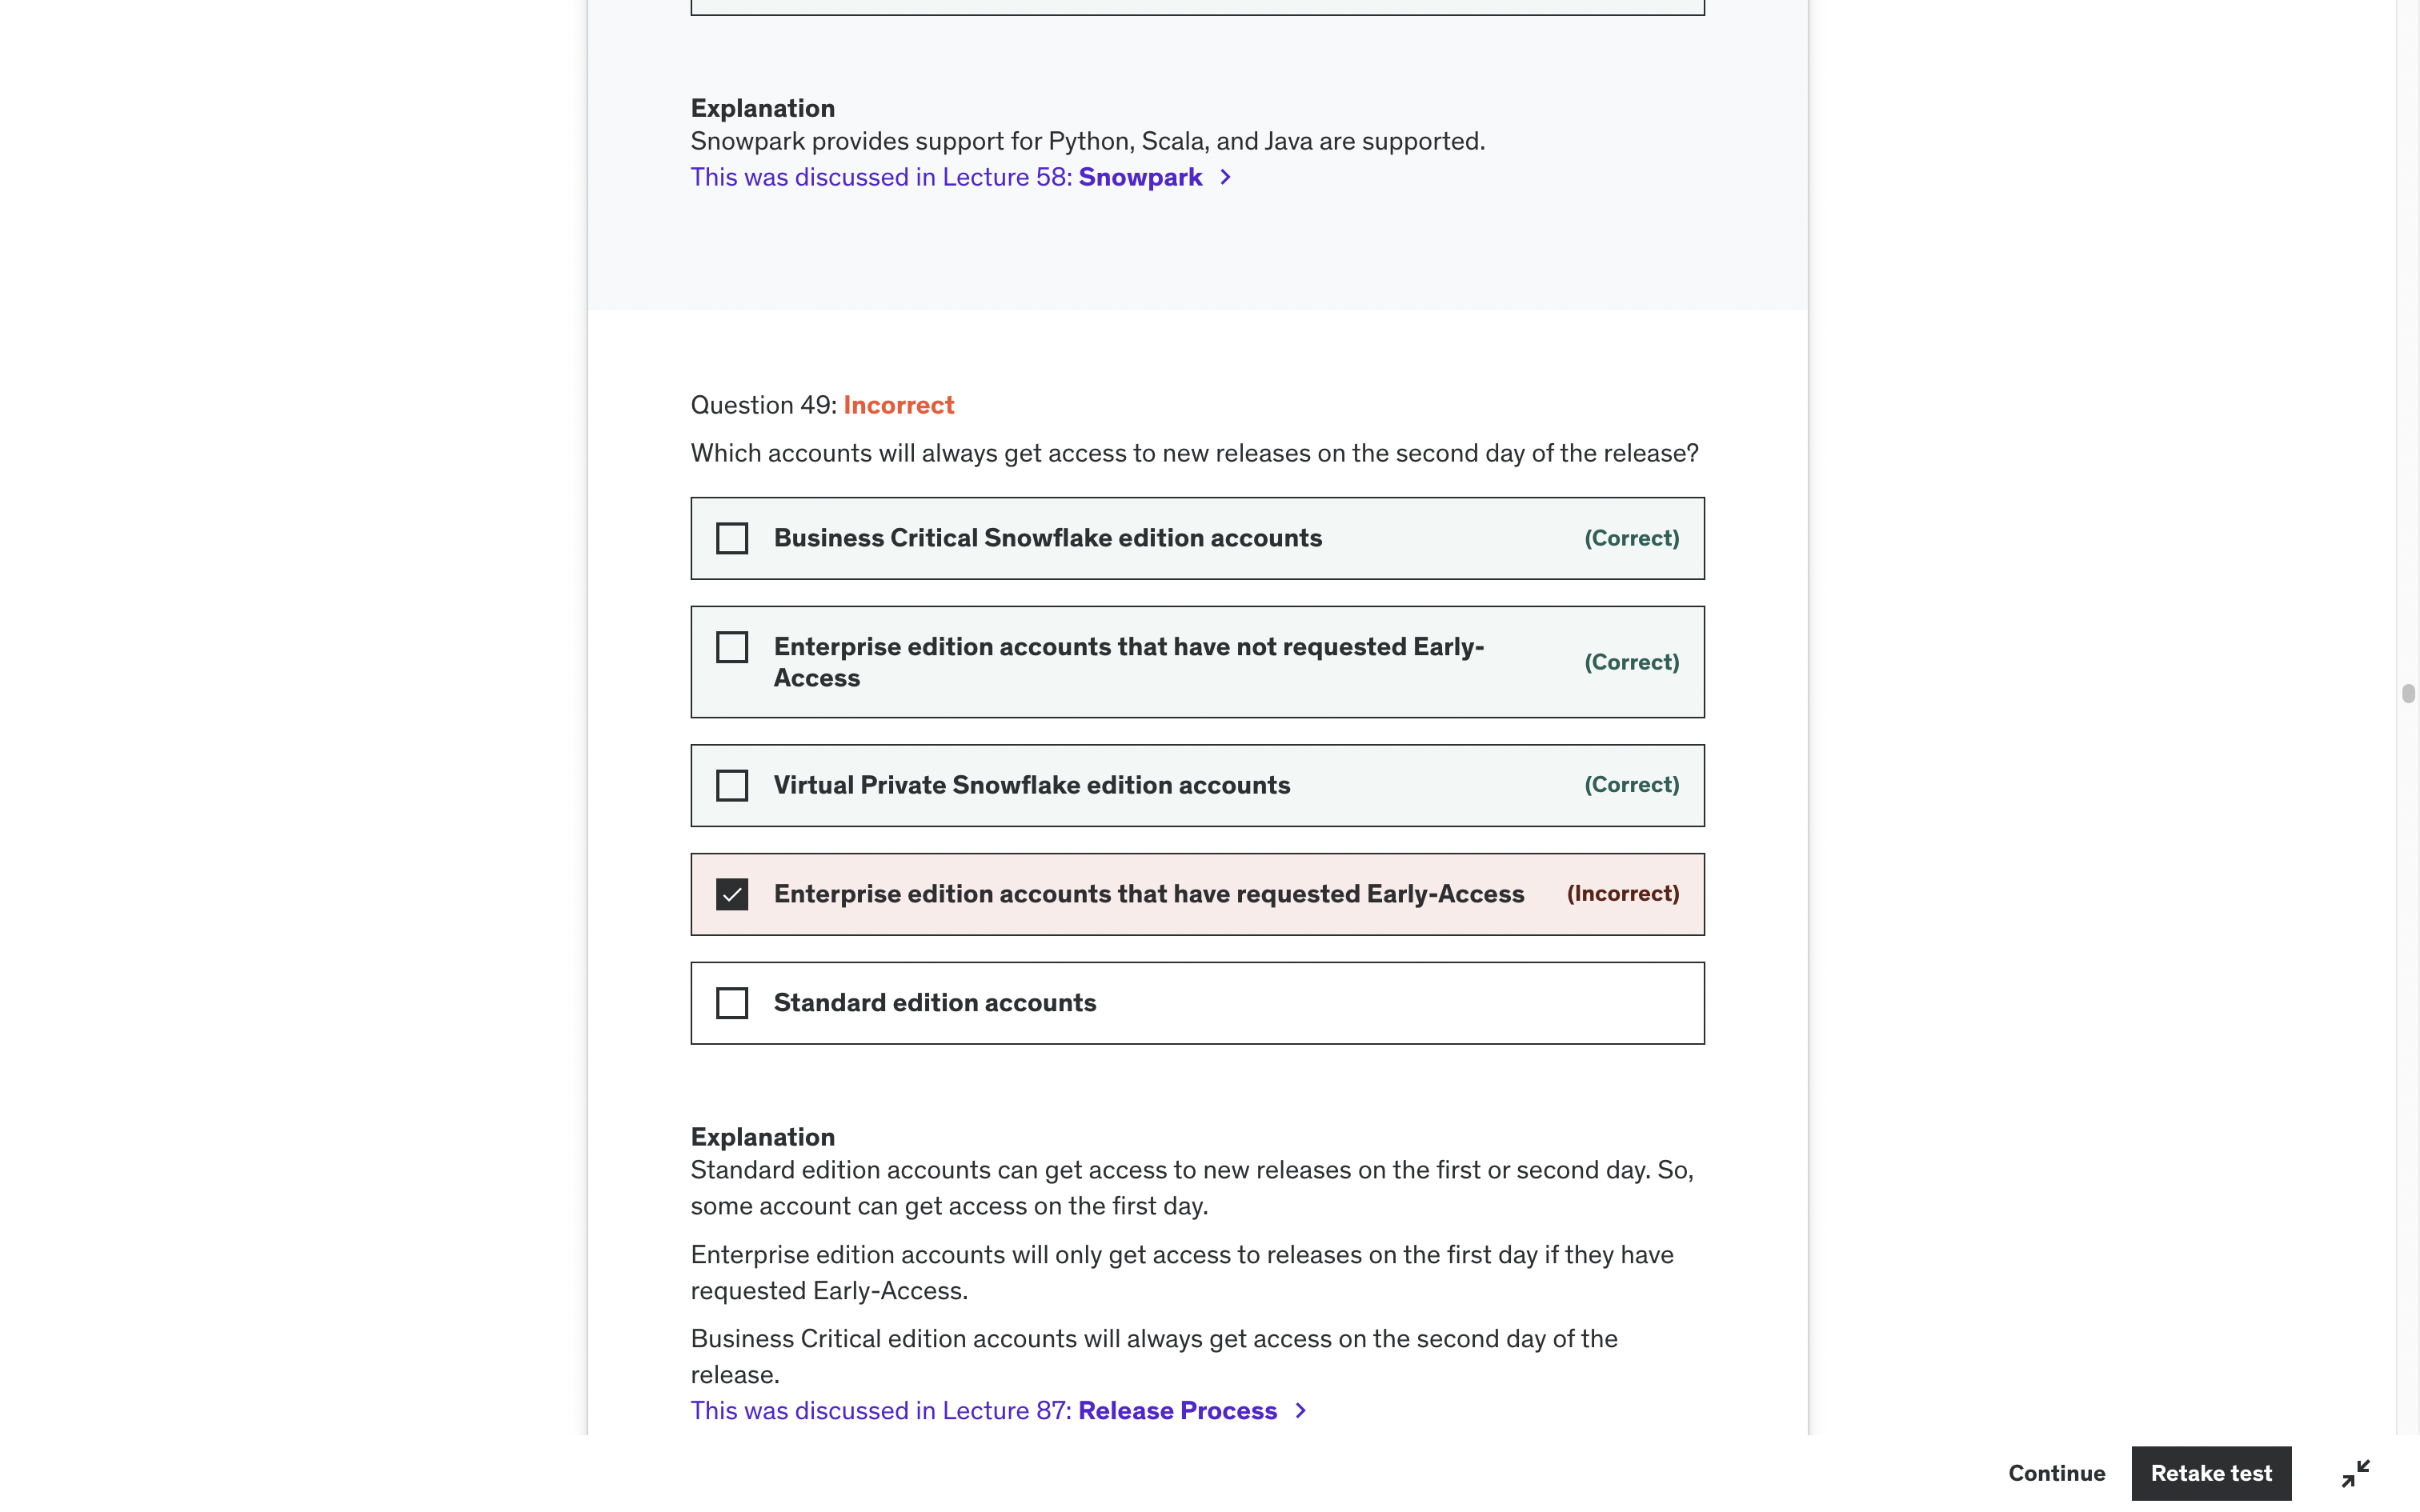 Explanation
Snowpark provides support for Python, Scala, and Java are supported.
This was discussed in Lecture 58: Snowpark
Question 49: Incorrect
Which accounts will always get access to new releases on the second day of the release?
Business Critical Snowflake edition accounts (Correct)
Enterprise edition accounts that have not requested Early-
Access (Correct)
Virtual Private Snowflake edition accounts (Correct)
Enterprise edition accounts that have requested Early-Access (Incorrect)
Standard edition accounts
Explanation
Standard edition accounts can get access to new releases on the first or second day. So,
some account can get access on the first day.
Enterprise edition accounts will only get access to releases on the first day if they have
requested Early-Access.
Business Critical edition accounts will always get access on the second day of the
release.
This was discussed in Lecture 87: Release Process
Continue Retake test